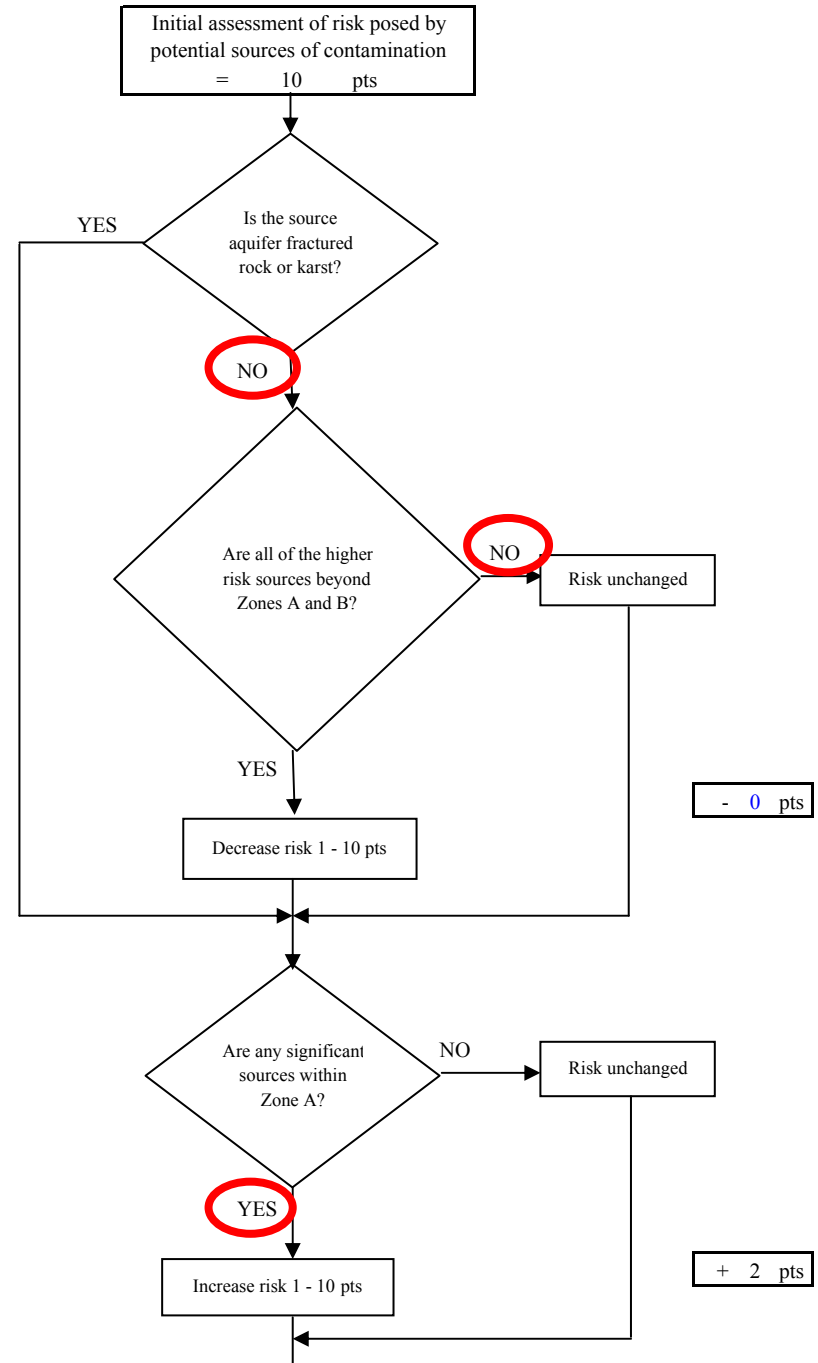 Initial assessment of risk posed by
potential sources of contamination
= 10 pts
YES
Is the source
aquifer fractured
rock or karst?
NO
Are all of the higher
risk sources beyond
Zones A and B?
NO
Risk unchanged
YES
- 0 pts
Decrease risk 1 - 10 pts
Are any significant
sources within
Zone A?
NO
Risk unchanged
YES
+ 2 pts
Increase risk 1 - 10 pts